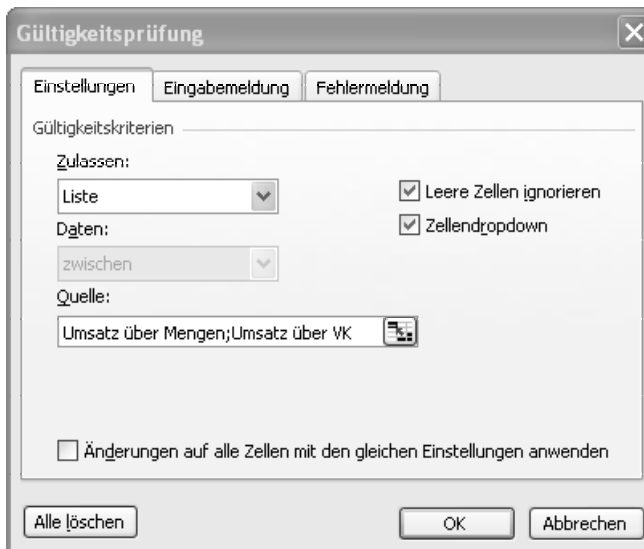 Gültigkeitsprüfung
Einstellungen Eingabemeldung Fehlermeldung
Gültigkeitskriterien
Zulassen:
Liste
Leere Zellen ignorieren
Daten:
Zellendropdown
zwischen
Quelle:
Umsatz über Mengen;Umsatz über VK
Änderungen auf alle Zellen mit den gleichen Einstellungen anwenden
Alle löschen OK Abbrechen